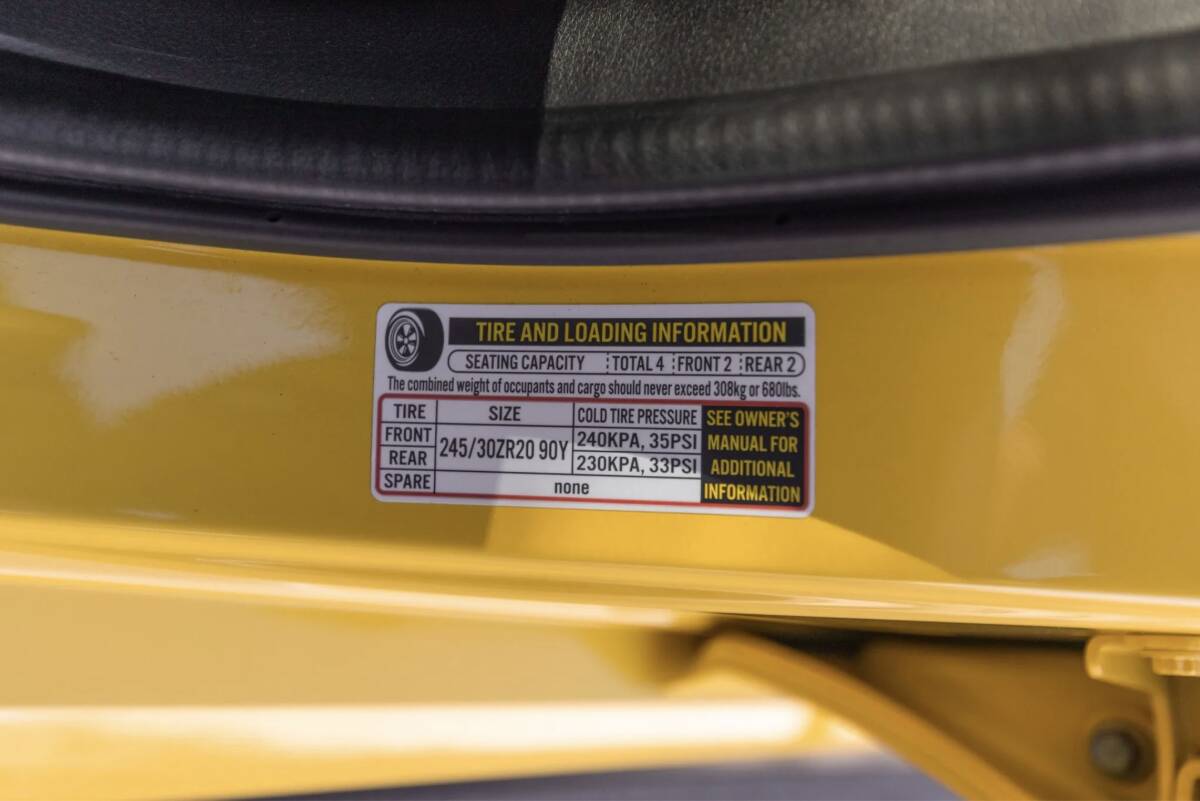 TIRE AND LOADING INFORMATION
SEATING CAPACITY TOTAL 4 FRONT 2 REAR 2
The combined weight of occupants and cargo should never exceed 308kg or 680lbs.
TIRE SIZE COLD TIRE PRESSURE
FRONT 245/30ZR20 90Y 240KPA, 35PSI
REAR 230KPA, 33PSI
SPARE none
SEE OWNER'S
MANUAL FOR
ADDITIONAL
INFORMATION